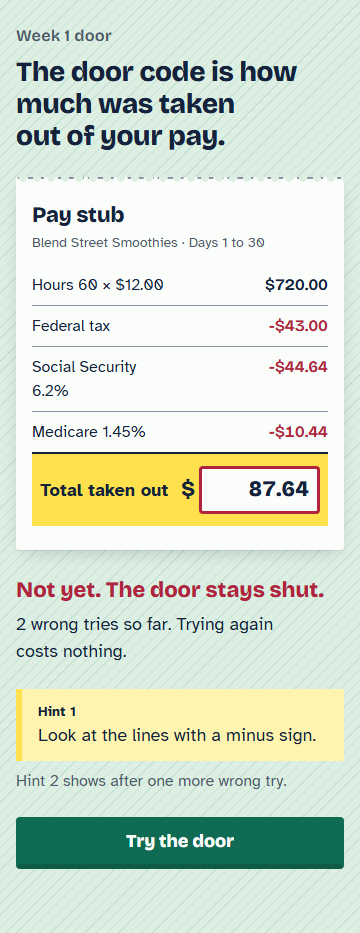 Week 1 door
The door code is how
much was taken
out of your pay.
Pay stub
Blend Street Smoothies · Days 1 to 30
Hours 60 × $12.00 $720.00
Federal tax -$43.00
Social Security -$44.64
6.2%
Medicare 1.45% -$10.44
Total taken out $ 87.64
Not yet. The door stays shut.
2 wrong tries so far. Trying again
costs nothing.
Hint 1
Look at the lines with a minus sign.
Hint 2 shows after one more wrong try.
Try the door